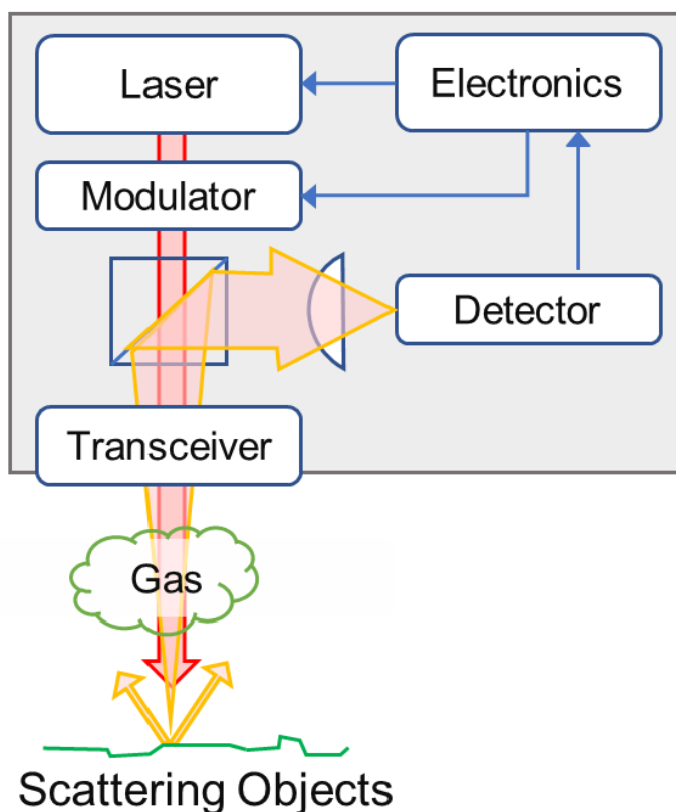 Laser
Electronics
Modulator
Detector
Transceiver
Gas
Scattering Objects